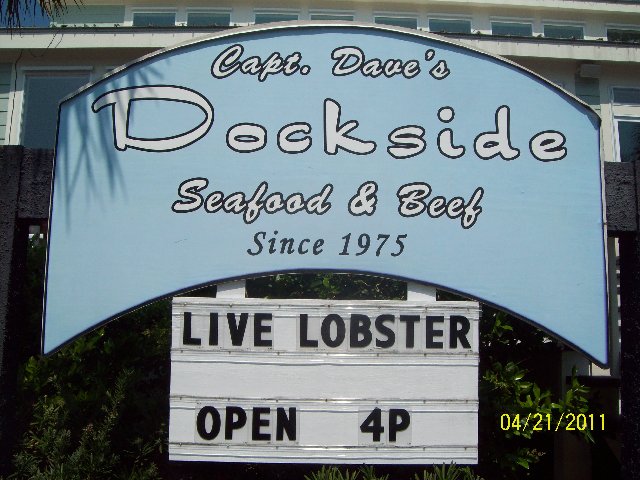 Capt. Dave's
Dockside
Seafood & Beef
Since 1975
LIVE LOBSTER
OPEN 4P
04/21/2011